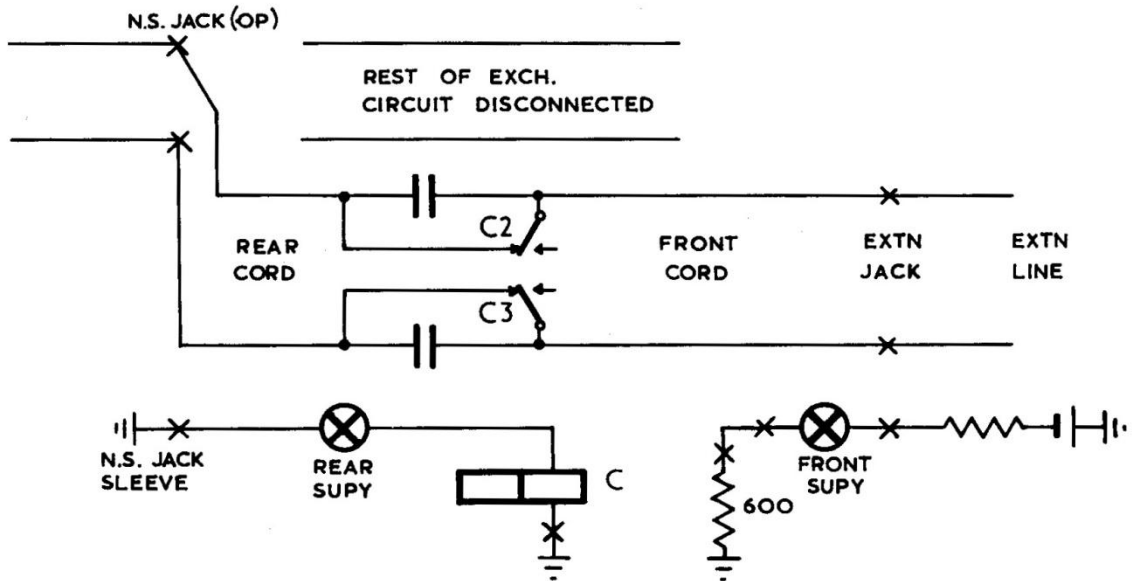 N.S. JACK (OP)
REST OF EXCH.
CIRCUIT DISCONNECTED
C2
REAR
CORD
FRONT
CORD
EXTN
JACK
EXTN
LINE
C3
N.S. JACK
SLEEVE
REAR
SUPY
C
FRONT
SUPY
600